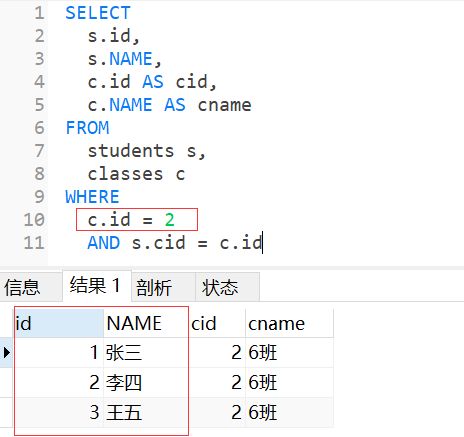 1 SELECT
2 s.id,
3 s.NAME,
4 c.id AS cid,
5 c.NAME AS cname
6 FROM
7 students s,
8 classes c
9 WHERE
10 c.id = 2
11 AND s.cid = c.id
信息 结果 1 剖析 状态
id NAME cid cname
1 张三 2 6班
2 李四 2 6班
3 王五 2 6班